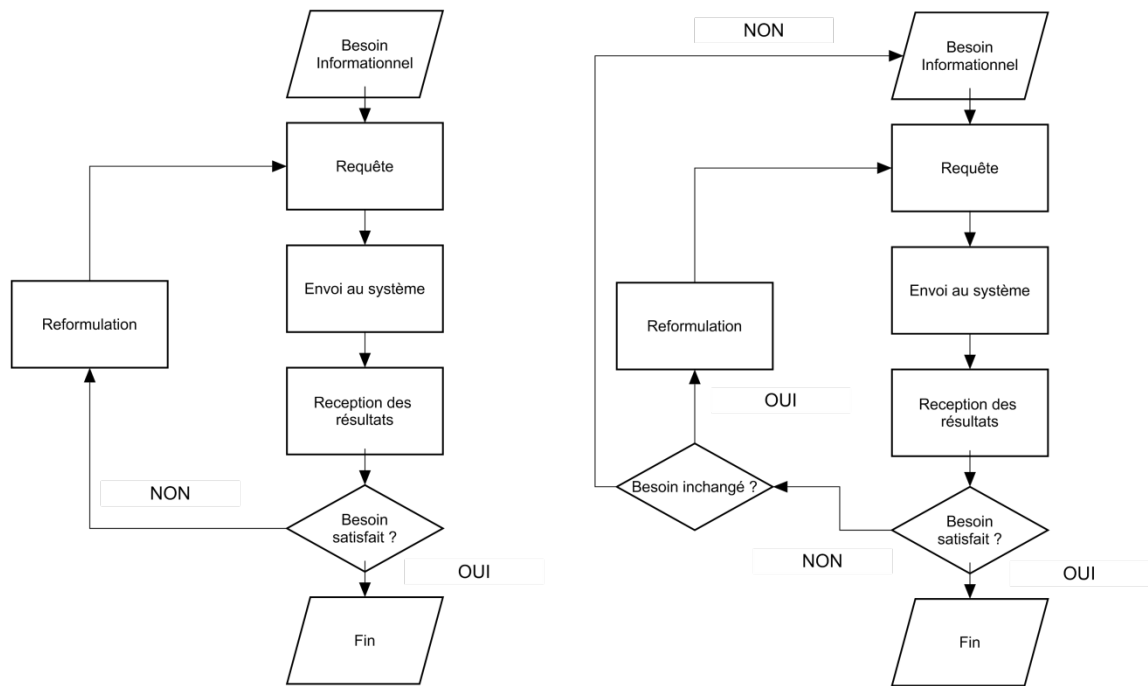 Besoin
Informationnel
Requête
Envoi au système
Reformulation
Reception des
résultats
NON
Besoin
satisfait ?
OUI
Fin
NON
Besoin
Informationnel
Requête
Envoi au système
Reformulation
OUI
Reception des
résultats
Besoin inchangé ?
Besoin
satisfait ?
NON
OUI
Fin